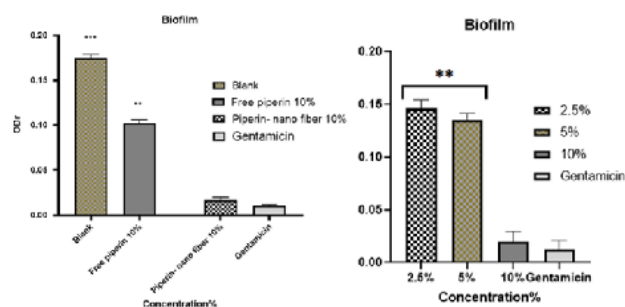 Biofilm
0.20
0.15
0.10
0.05
0.00
ODr
***
**
Blank
Free piperin 10%
Piperin- nano fiber 10%
Gentamicin
Blank
Free piperin 10%
Piperin- nano fiber 10%
Gentamicin
Concentration%
Biofilm
0.20
0.15
0.10
0.05
0.00
**
2.5%
5%
10%
Gentamicin
2.5%
5%
10%
Gentamicin
Concentration%